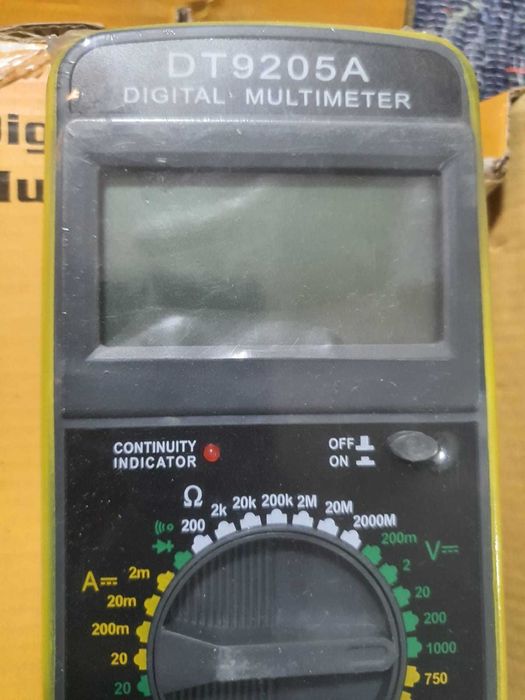 DT9205A
DIGITAL MULTIMETER
CONTINUITY
INDICATOR
OFF
ON
Ω
200 2k 20k 200k 2M 20M 2000M
A
2m
20m
200m
20
20
V
200m
2
20
200
1000
750